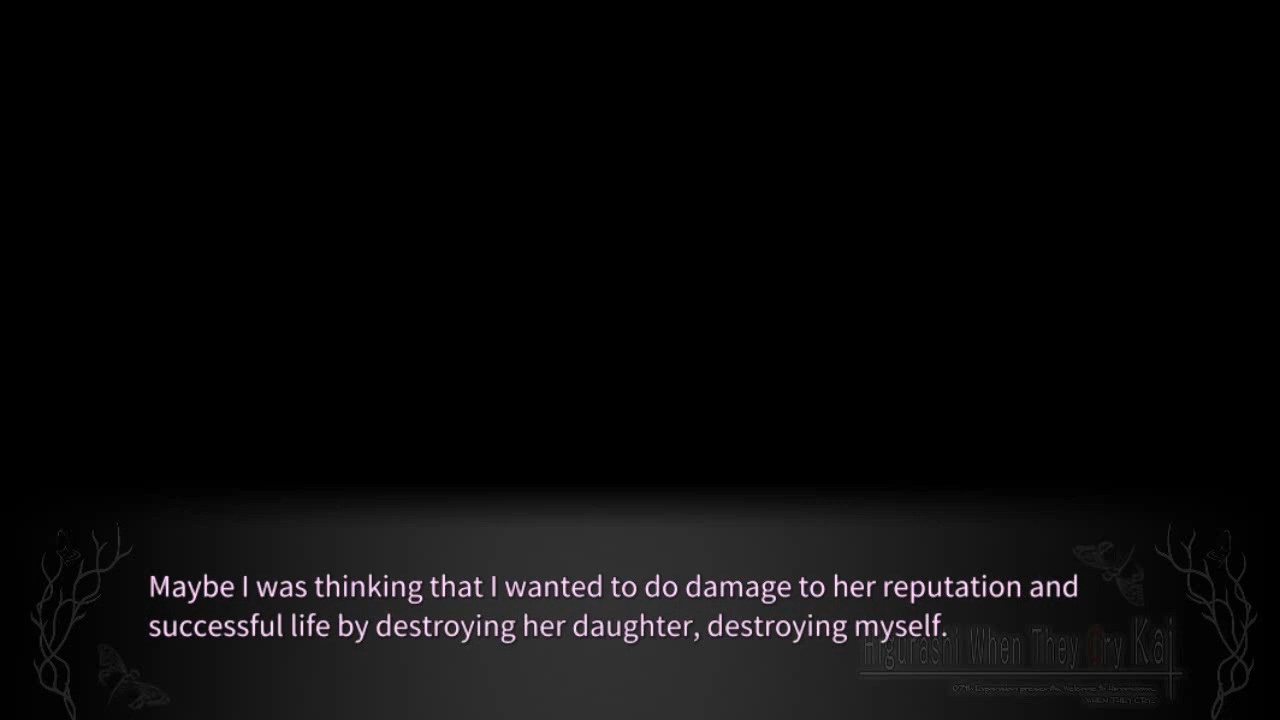 Maybe I was thinking that I wanted to do damage to her reputation and
successful life by destroying her daughter, destroying myself.
Higurashi When They Cry Kai